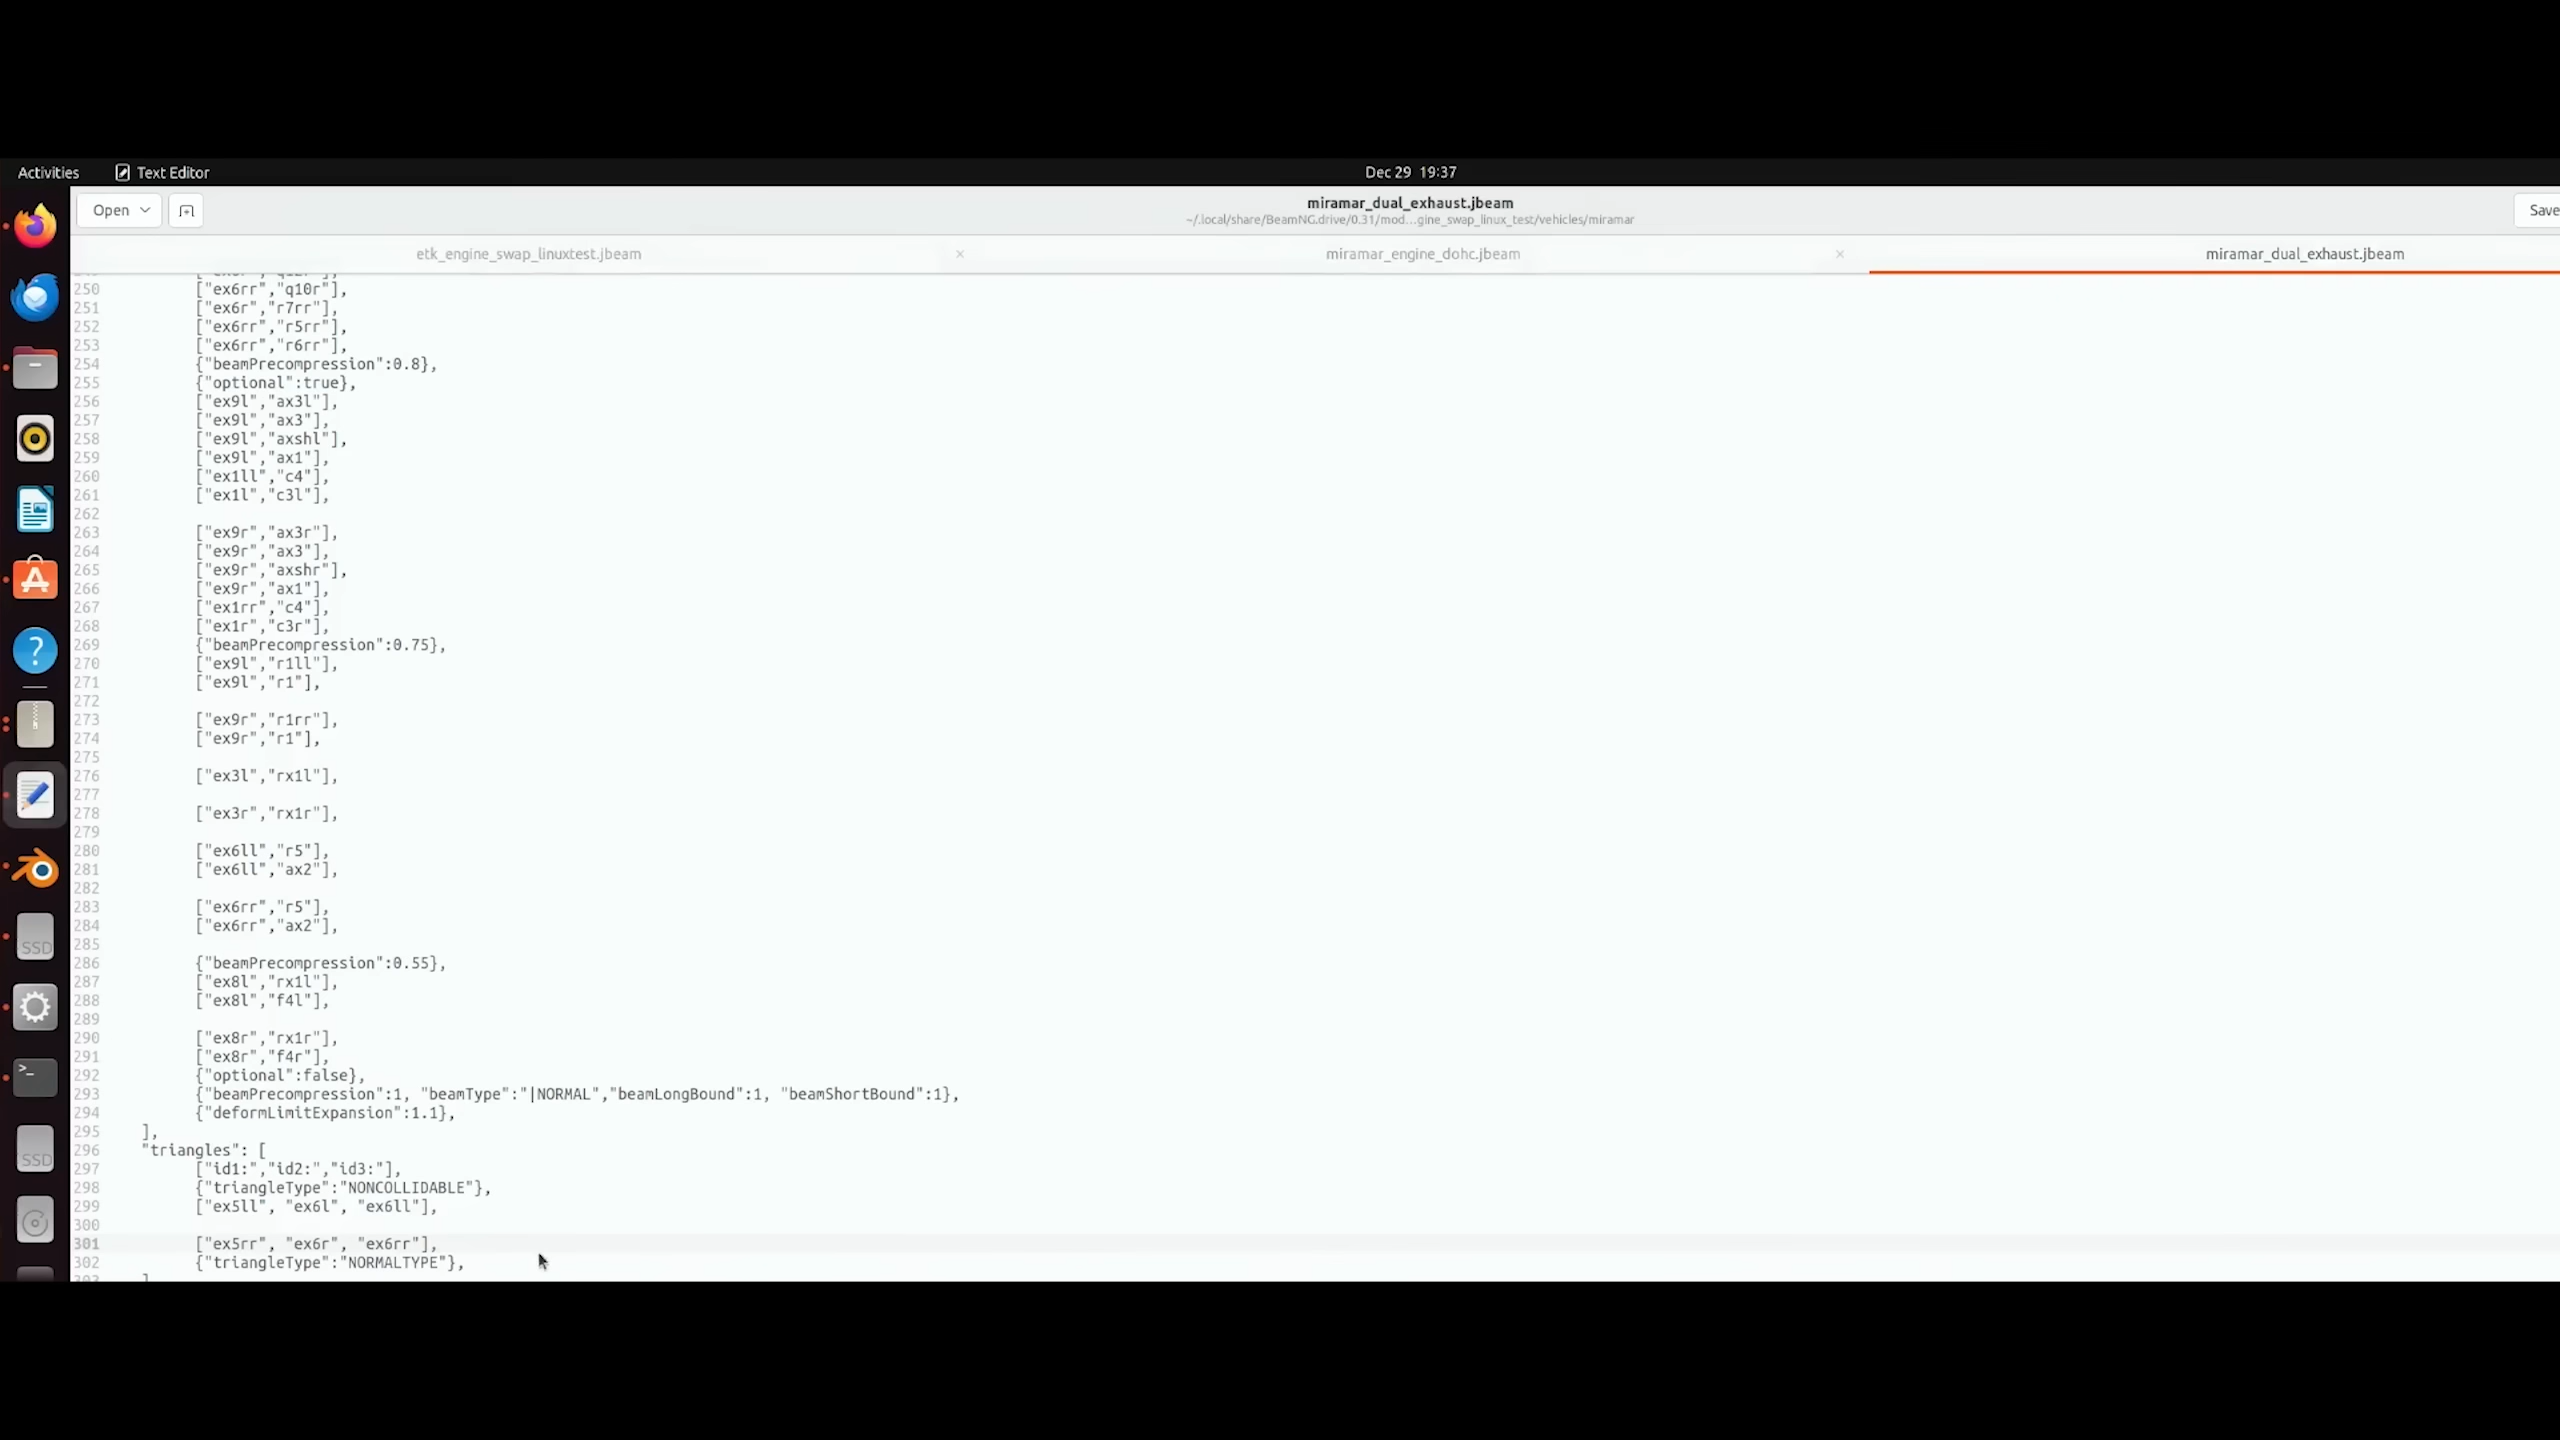 Activities Text Editor Dec 29 19:37
Open miramar_dual_exhaust.jbeam Save
~/.local/share/BeamNG.drive/0.31/mod...gine_swap_linux_test/vehicles/miramar
etk_engine_swap_linuxtest.jbeam × miramar_engine_dohc.jbeam × miramar_dual_exhaust.jbeam
250 ["ex6rr","q10r"],
251 ["ex6r","r7rr"],
252 ["ex6rr","r5rr"],
253 ["ex6rr","r6rr"],
254 {"beamPrecompression":0.8},
255 {"optional":true},
256 ["ex9l","ax3l"],
257 ["ex9l","ax3"],
258 ["ex9l","axshl"],
259 ["ex9l","ax1"],
260 ["ex1ll","c4"],
261 ["ex1l","c3l"],
262
263 ["ex9r","ax3r"],
264 ["ex9r","ax3"],
265 ["ex9r","axshr"],
266 ["ex9r","ax1"],
267 ["ex1rr","c4"],
268 ["ex1r","c3r"],
269 {"beamPrecompression":0.75},
270 ["ex9l","r1ll"],
271 ["ex9l","r1"],
272
273 ["ex9r","r1rr"],
274 ["ex9r","r1"],
275
276 ["ex3l","rx1l"],
277
278 ["ex3r","rx1r"],
279
280 ["ex6ll","r5"],
281 ["ex6ll","ax2"],
282
283 ["ex6rr","r5"],
284 ["ex6rr","ax2"],
285
286 {"beamPrecompression":0.55},
287 ["ex8l","rx1l"],
288 ["ex8l","f4l"],
289
290 ["ex8r","rx1r"],
291 ["ex8r","f4r"],
292 {"optional":false},
293 {"beamPrecompression":1, "beamType":"|NORMAL","beamLongBound":1, "beamShortBound":1},
294 {"deformLimitExpansion":1.1},
295 ],
296 "triangles": [
297 ["id1:","id2:","id3:"],
298 {"triangleType":"NONCOLLIDABLE"},
299 ["ex5ll", "ex6l", "ex6ll"],
300
301 ["ex5rr", "ex6r", "ex6rr"],
302 {"triangleType":"NORMALTYPE"},
SSD
SSD